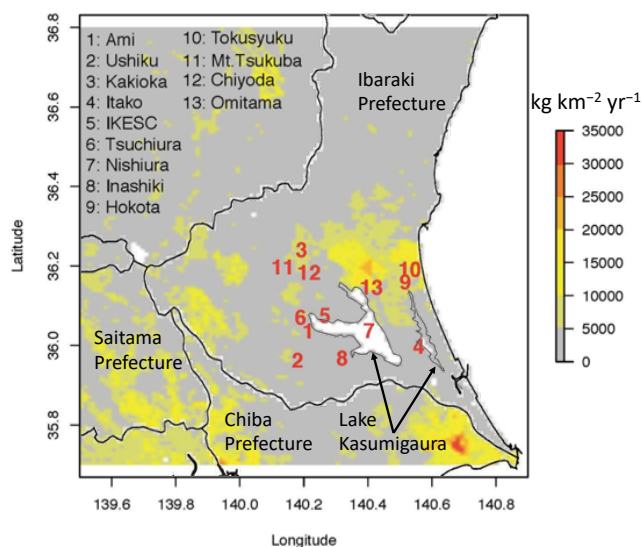 36.8
36.6
36.4
36.2
36.0
35.8
Latitude
1: Ami
2: Ushiku
3: Kakioka
4: Itako
5: IKESC
6: Tsuchiura
7: Nishiura
8: Inashiki
9: Hokota
10: Tokusyuku
11: Mt.Tsukuba
12: Chiyoda
13: Omitama
Ibaraki
Prefecture
kg km⁻² yr⁻¹
35000
30000
25000
20000
15000
10000
5000
0
3
11
12
10
9
13
6
5
1
7
4
2
8
Saitama
Prefecture
Chiba
Prefecture
Lake
Kasumigaura
139.6
139.8
140.0
140.2
140.4
140.6
140.8
Longitude